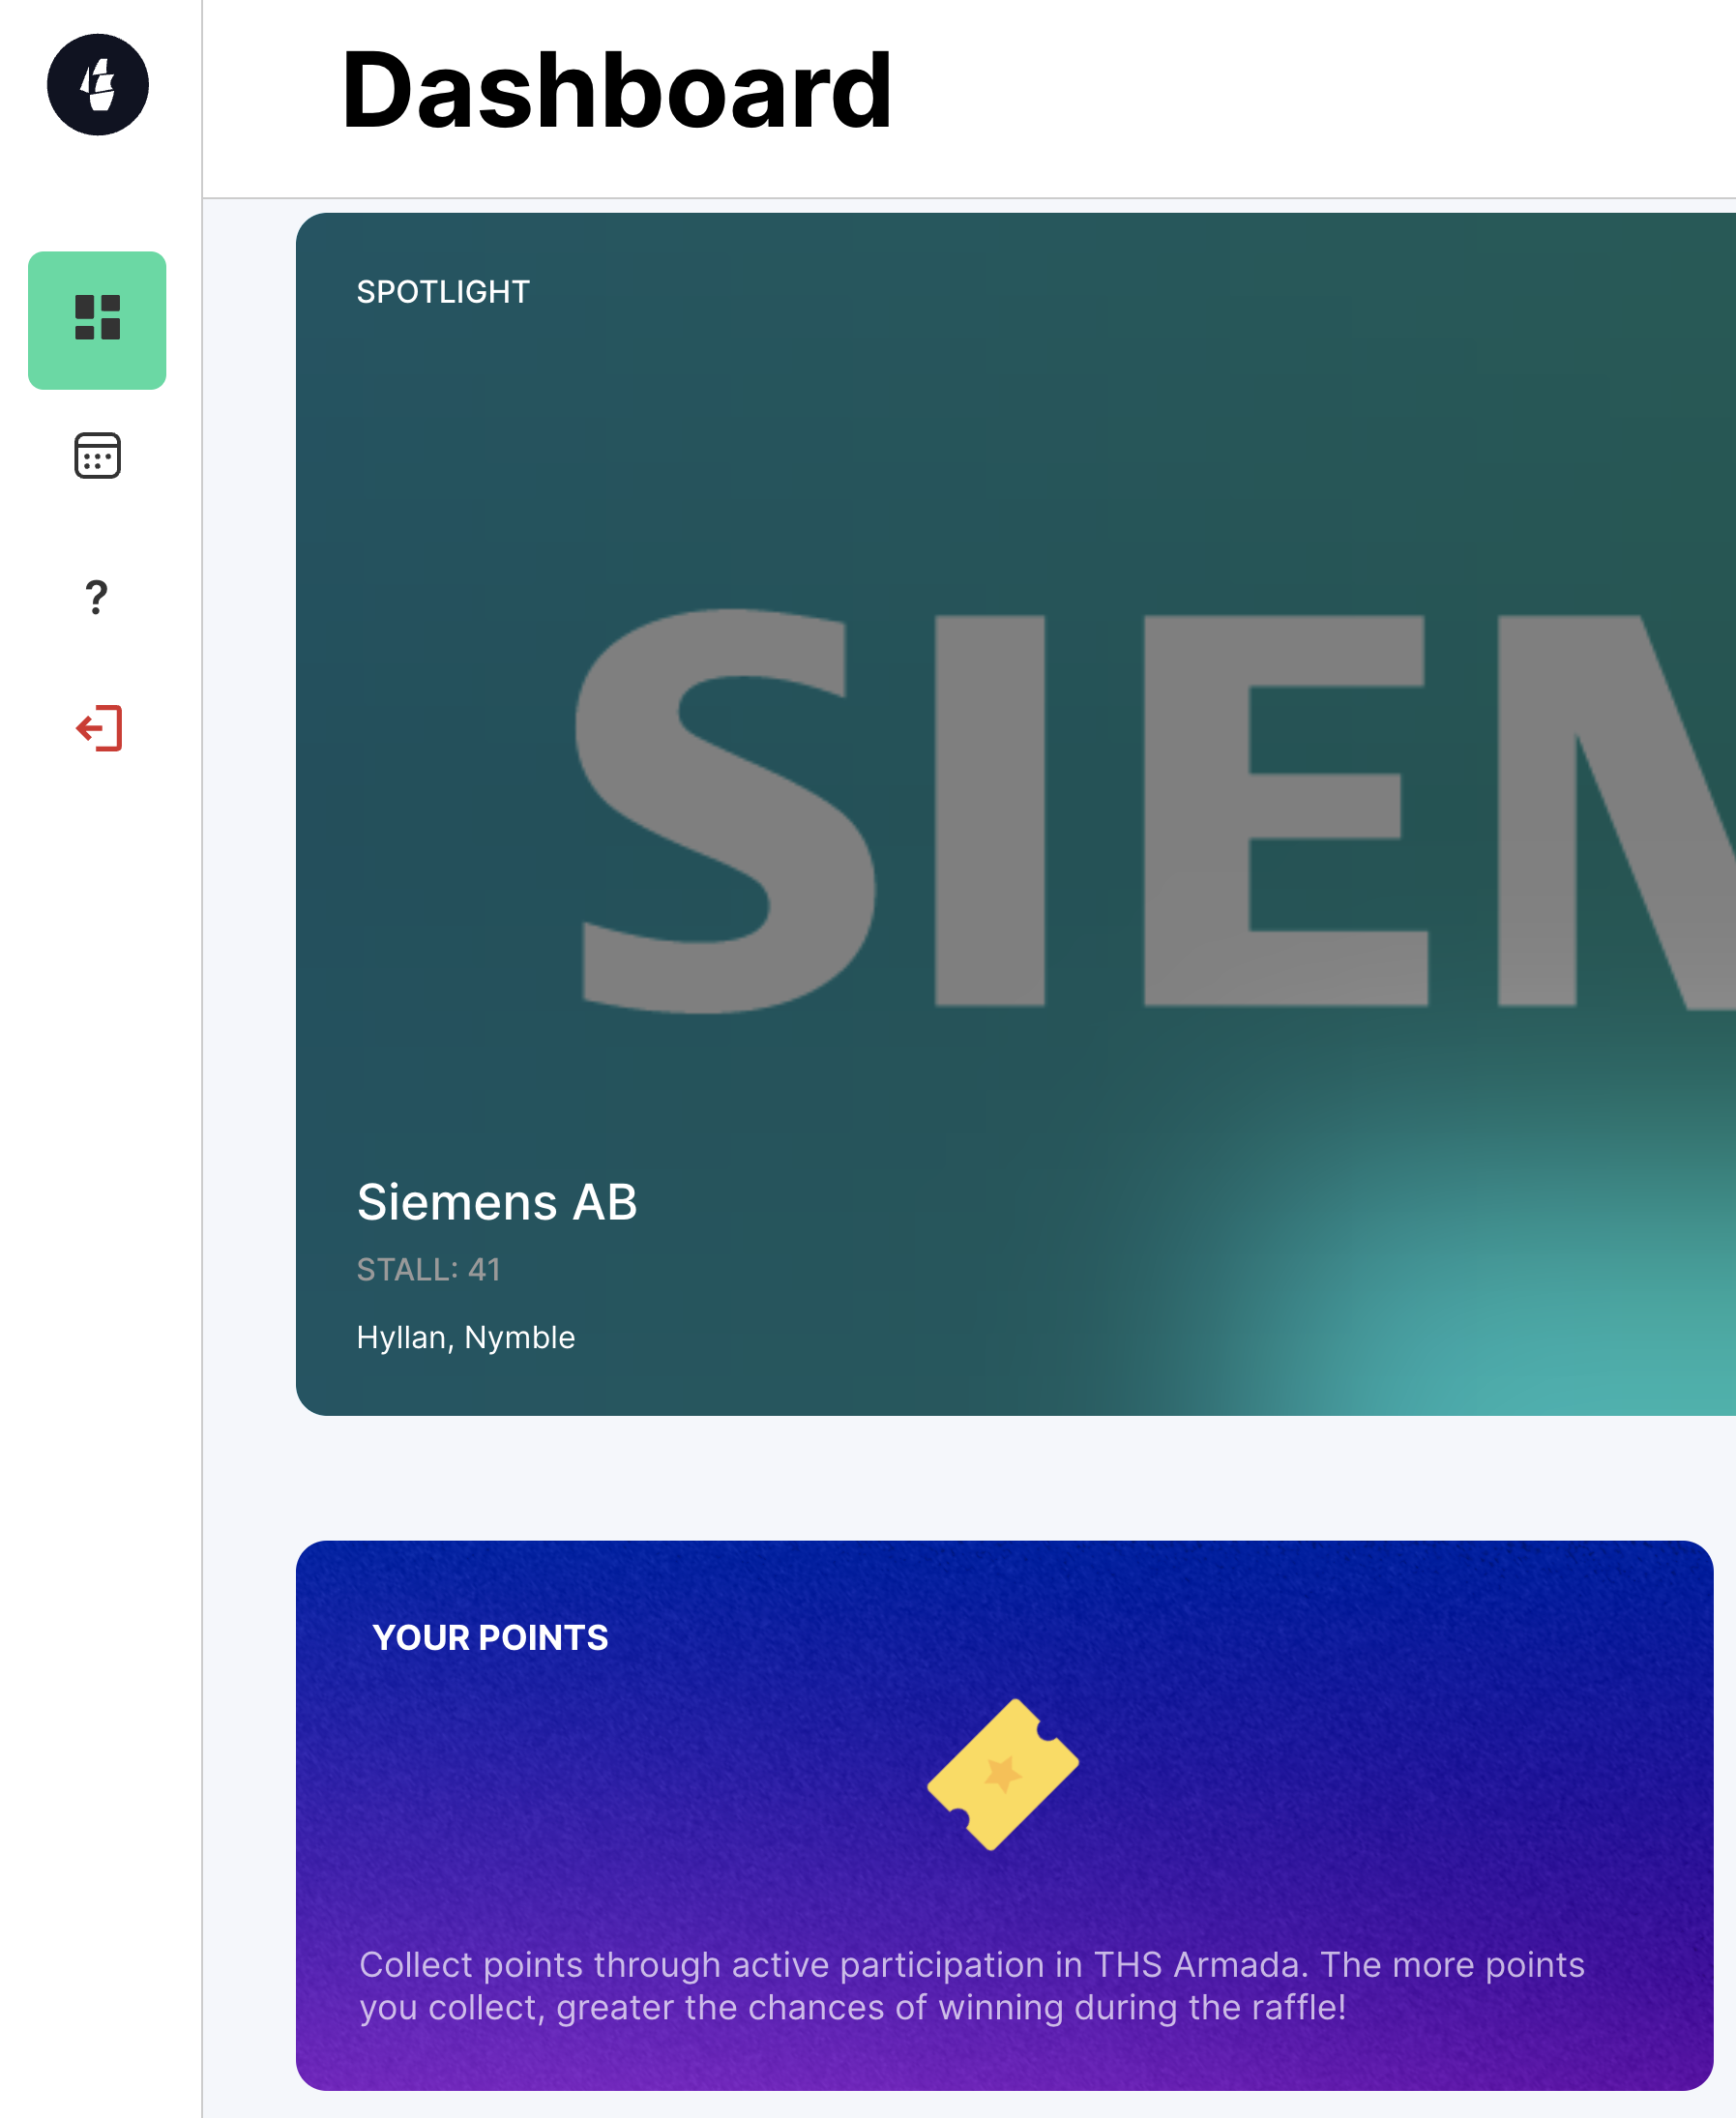 Dashboard
SPOTLIGHT
SIEN
Siemens AB
STALL: 41
Hyllan, Nymble
YOUR POINTS
Collect points through active participation in THS Armada. The more points
you collect, greater the chances of winning during the raffle!